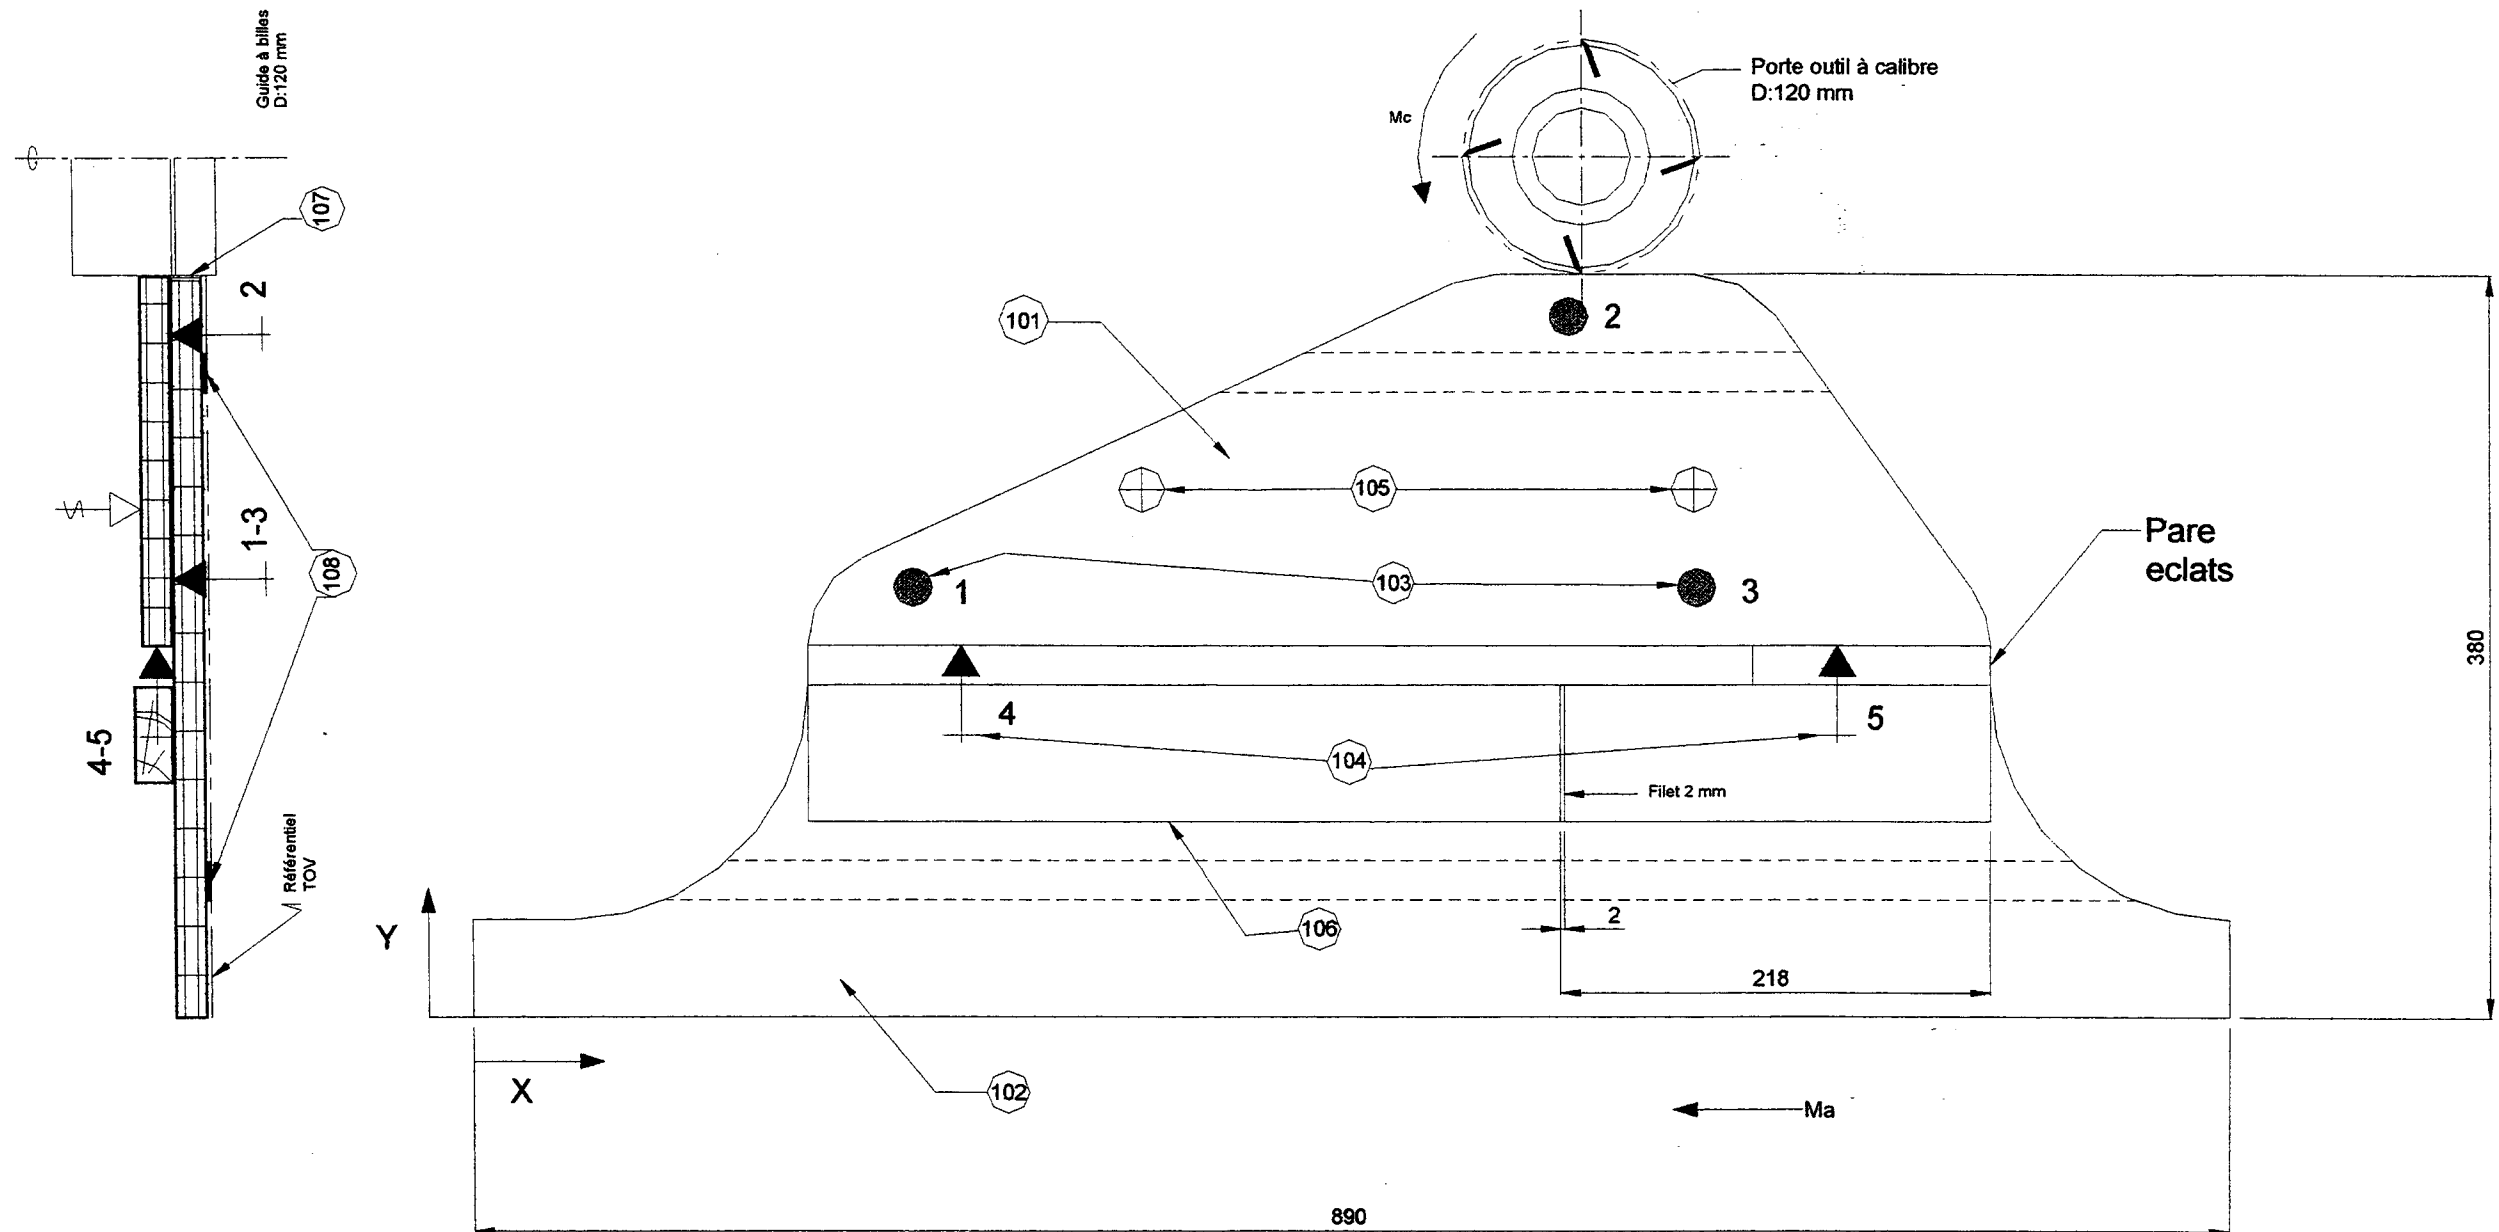 Guide à billes
D:120 mm
Porte outil à calibre
D:120 mm
Mc
107
2
101
2
105
1-3
108
Pare
eclats
103
1
3
380
4
5
4-5
104
Filet 2 mm
Référentiel
TOV
Y
106
2
218
X
102
Ma
890